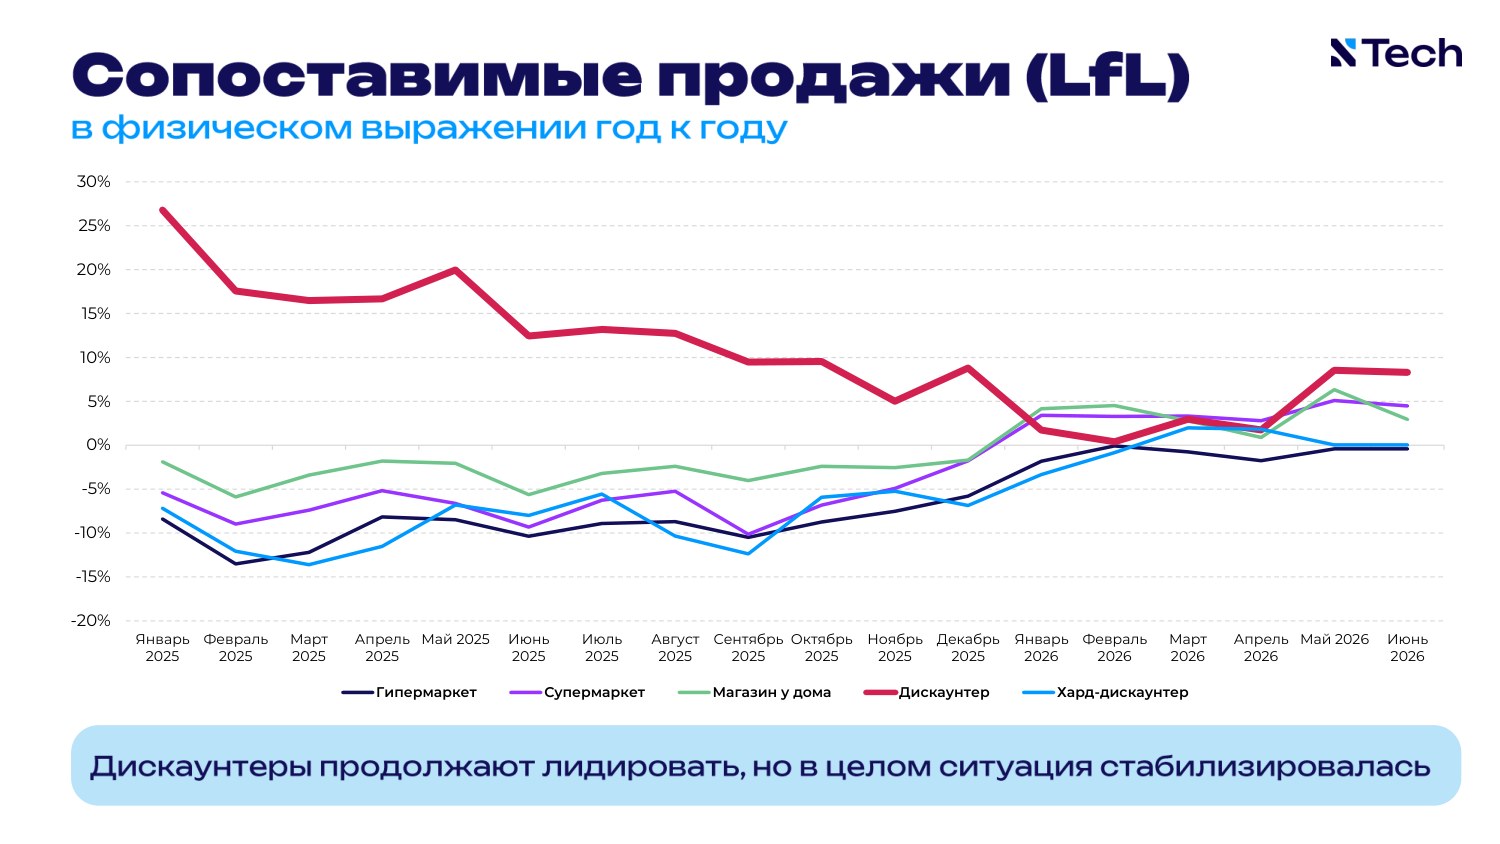 Сопоставимые продажи (LfL)
Tech
в физическом выражении год к году
30%
25%
20%
15%
10%
5%
0%
-5%
-10%
-15%
-20%
Январь 2025
Февраль 2025
Март 2025
Апрель 2025
Май 2025
Июнь 2025
Июль 2025
Август 2025
Сентябрь 2025
Октябрь 2025
Ноябрь 2025
Декабрь 2025
Январь 2026
Февраль 2026
Март 2026
Апрель 2026
Май 2026
Июнь 2026
Гипермаркет
Супермаркет
Магазин у дома
Дискаунтер
Хард-дискаунтер
Дискаунтеры продолжают лидировать, но в целом ситуация стабилизировалась